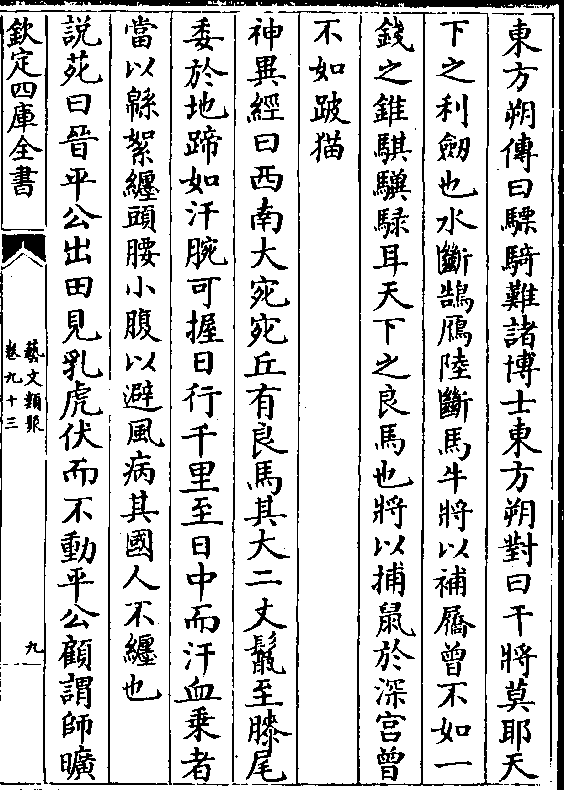 東方朔傳曰驃騎難諸博士東方朔對曰干將莫耶天
下之利劒也水斷鵠鴈陸斷馬牛將以補屩曾不如一
錢之錐騏驥騄耳天下之良馬也將以捕鼠於深宫曾
不如跛猫
神異經曰西南大宛宛丘有良馬其大二丈鬛至膝尾
委於地蹄如汗腕可握日行千里至日中而汗血乗者
當以緜絮纒頭腰小腹以避風病其國人不纒也
說苑曰晉平公出田見乳虎伏而不動平公顧謂師曠
欽定四庫全書
藝文類聚
卷九十三
九